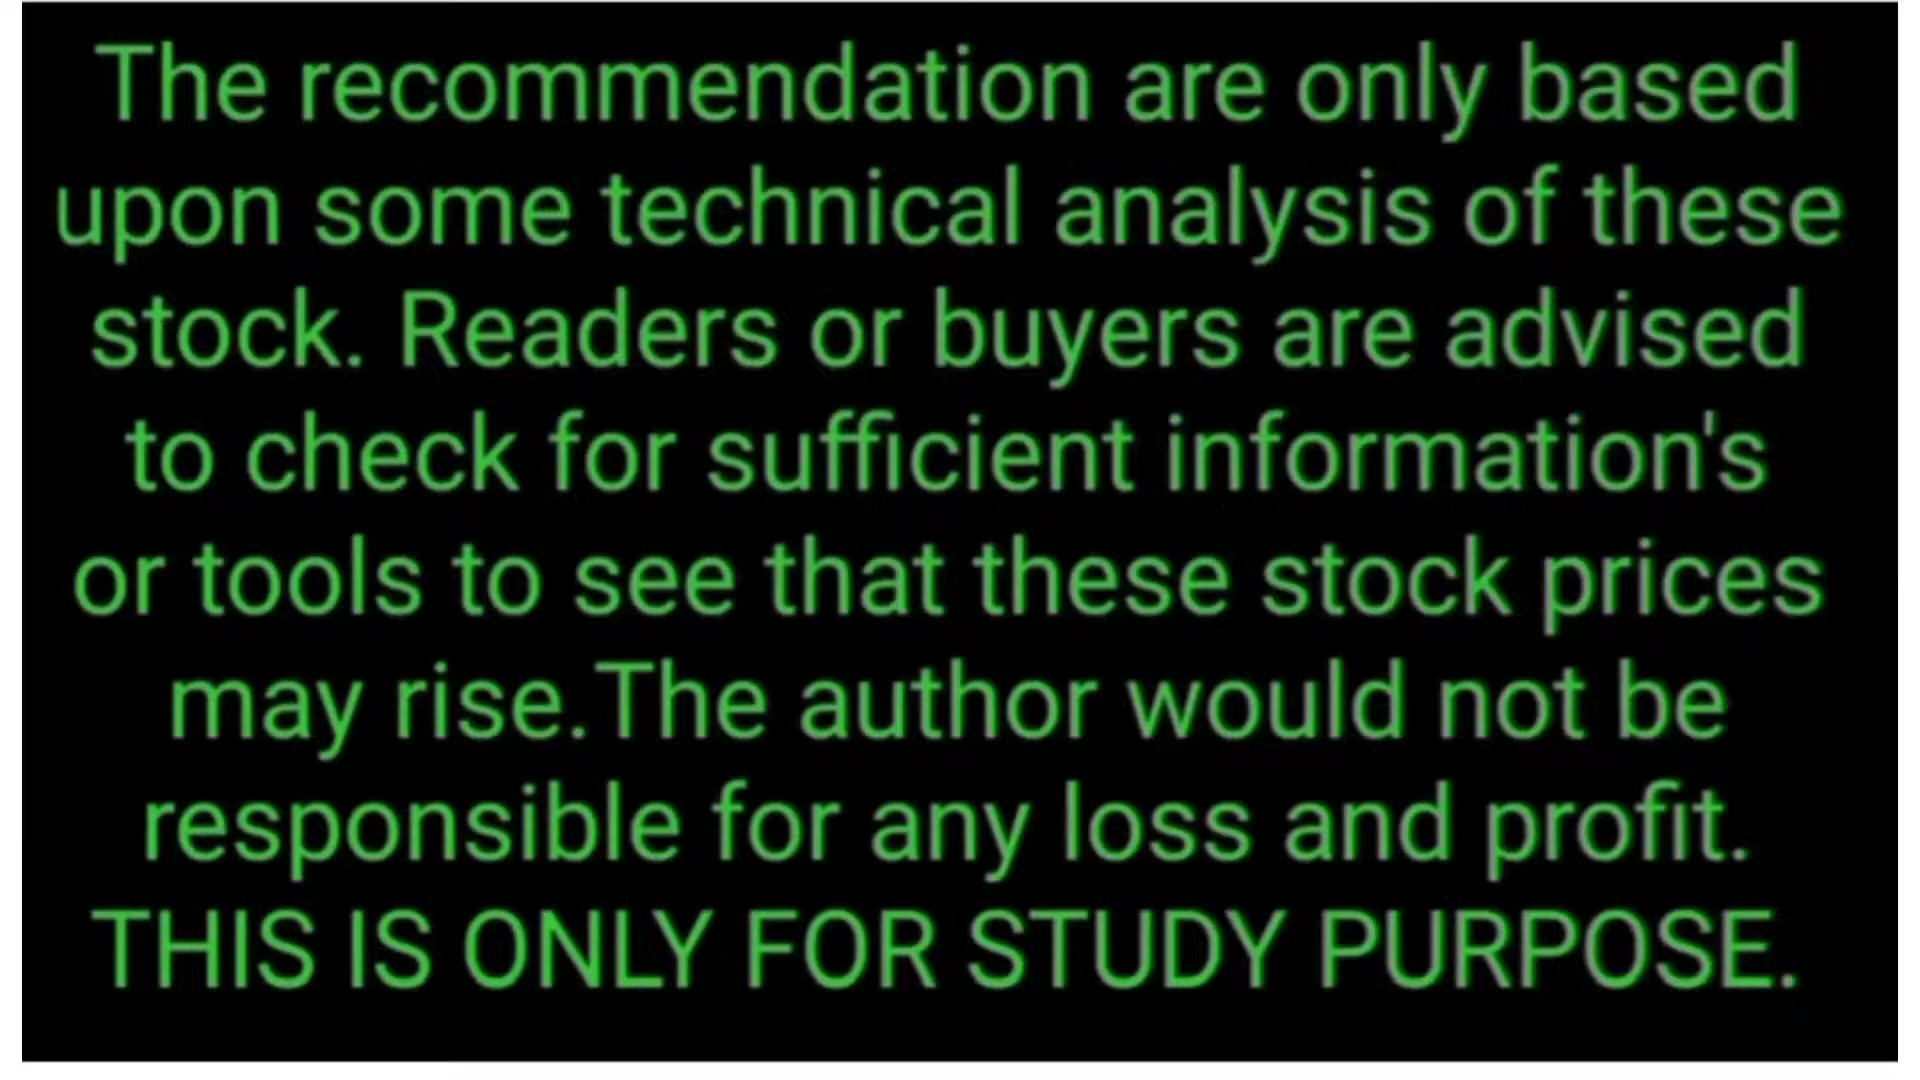 The recommendation are only based
upon some technical analysis of these
stock. Readers or buyers are advised
to check for sufficient information's
or tools to see that these stock prices
may rise.The author would not be
responsible for any loss and profit.
THIS IS ONLY FOR STUDY PURPOSE.